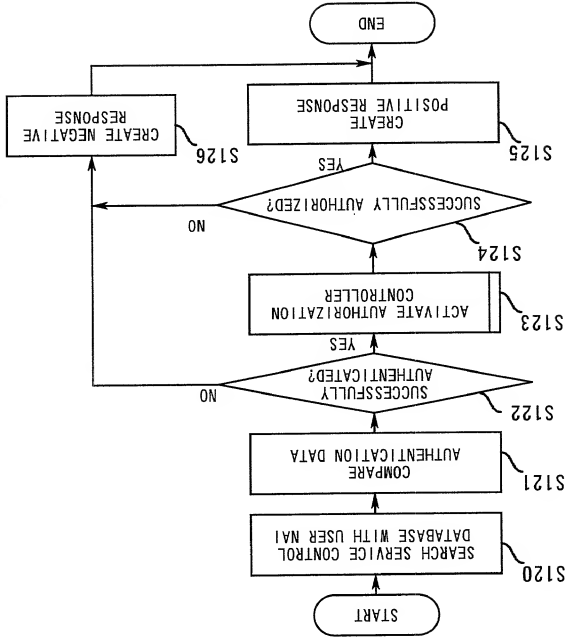 START
S120
SEARCH SERVICE CONTROL
DATABASE WITH USER NAI
S121
COMPARE
AUTHENTICATION DATA
S122
SUCCESSFULLY
AUTHENTICATED?
NO
YES
S123
ACTIVATE AUTHORIZATION
CONTROLLER
S124
SUCCESSFULLY AUTHORIZED?
NO
YES
S125
CREATE
POSITIVE RESPONSE
S126
CREATE NEGATIVE
RESPONSE
END